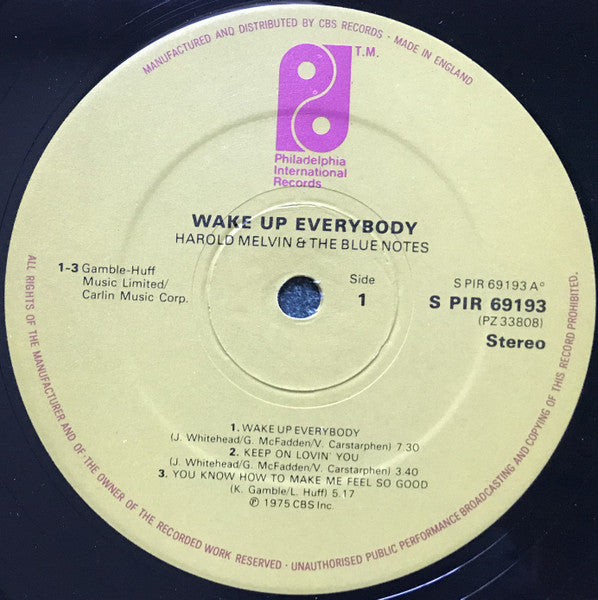 MANUFACTURED AND DISTRIBUTED BY CBS RECORDS - MADE IN ENGLAND
T.M.
Philadelphia
International
Records
WAKE UP EVERYBODY
HAROLD MELVIN & THE BLUE NOTES
1-3 Gamble-Huff
Music Limited/
Carlin Music Corp.
Side
1
S PIR 69193 A°
S PIR 69193
(PZ 33808)
Stereo
1. WAKE UP EVERYBODY
(J. Whitehead/G. McFadden/V. Carstarphen) 7.30
2. KEEP ON LOVIN' YOU
(J. Whitehead/G. McFadden/V. Carstarphen) 3.40
3. YOU KNOW HOW TO MAKE ME FEEL SO GOOD
(K. Gamble/L. Huff) 5.17
℗ 1975 CBS Inc.
ALL RIGHTS OF THE MANUFACTURER AND OF THE OWNER OF THE RECORDED WORK RESERVED · UNAUTHORISED PUBLIC PERFORMANCE BROADCASTING AND COPYING OF THIS RECORD PROHIBITED.